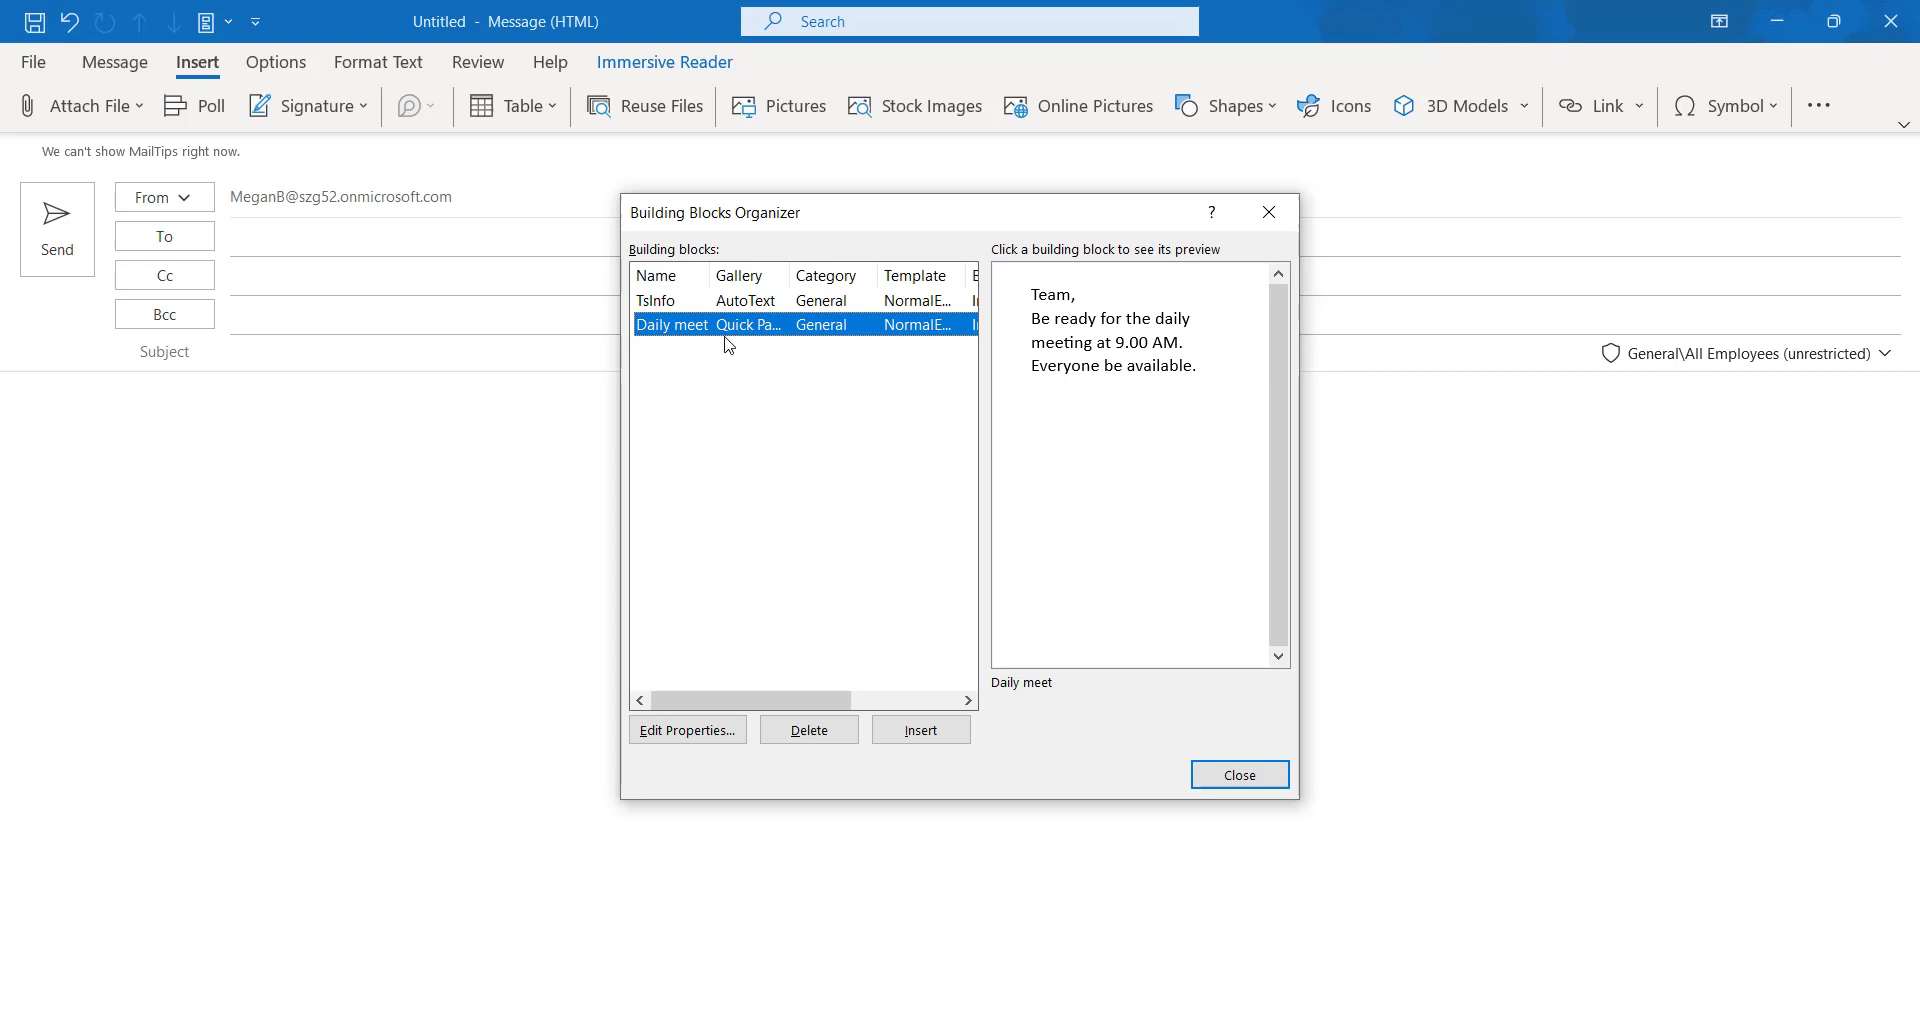 Untitled - Message (HTML)
Search
File Message Insert Options Format Text Review Help Immersive Reader
Attach File Poll Signature Table Reuse Files Pictures Stock Images Online Pictures Shapes Icons 3D Models Link Symbol ...
We can't show MailTips right now.
Send
From MeganB@szg52.onmicrosoft.com
To
Cc
Bcc
Subject
General\All Employees (unrestricted)
Building Blocks Organizer ?
Building blocks:
Click a building block to see its preview
Name Gallery Category Template
TsInfo AutoText General NormalE...
Daily meet Quick Pa... General NormalE...
Team,
Be ready for the daily
meeting at 9.00 AM.
Everyone be available.
Daily meet
Edit Properties... Delete Insert
Close